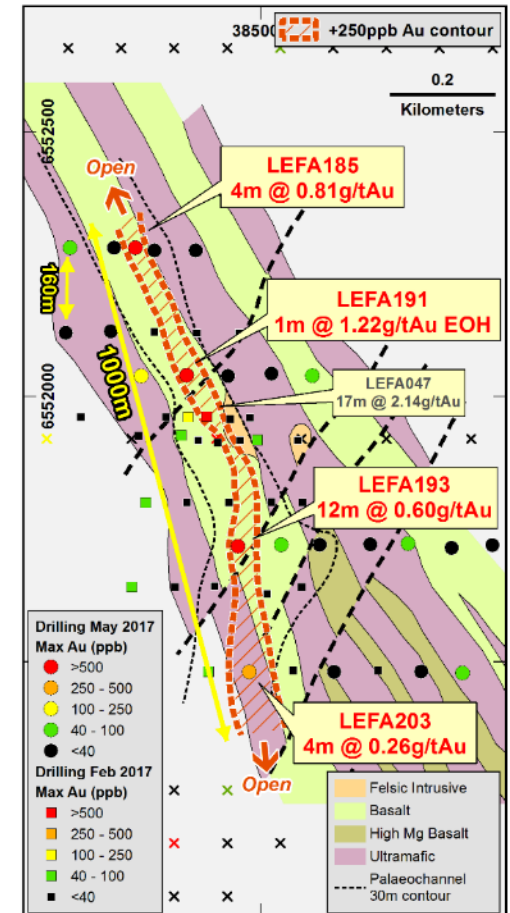 38500
+250ppb Au contour
0.2
Kilometers
6552500
Open
LEFA185
4m @ 0.81g/tAu
160m
LEFA191
1m @ 1.22g/tAu EOH
1000m
LEFA047
17m @ 2.14g/tAu
6552000
LEFA193
12m @ 0.60g/tAu
LEFA203
4m @ 0.26g/tAu
Open
Drilling May 2017
Max Au (ppb)
>500
250 - 500
100 - 250
40 - 100
<40
Drilling Feb 2017
Max Au (ppb)
>500
250 - 500
100 - 250
40 - 100
<40
Felsic Intrusive
Basalt
High Mg Basalt
Ultramafic
Palaeochannel
30m contour